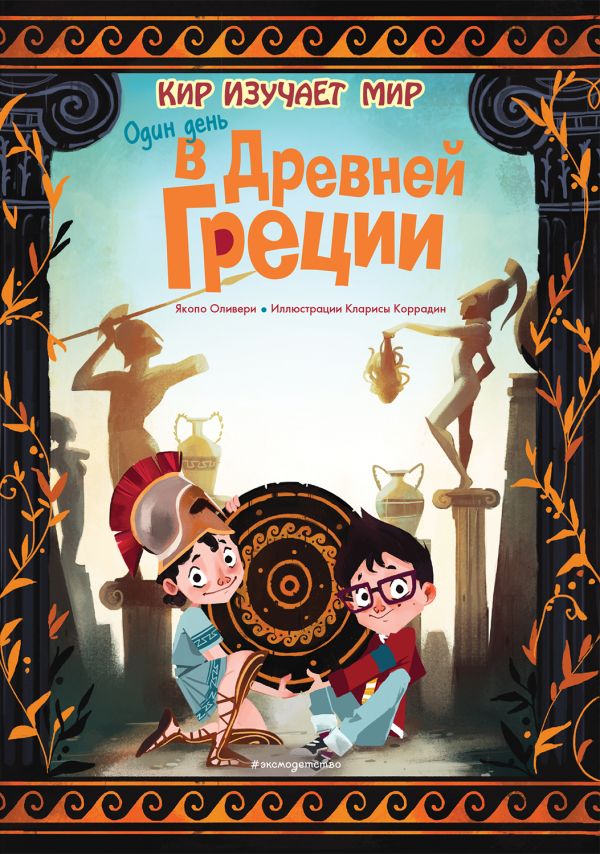 Кир изучает мир
Один день
в Древней
Греции
Якопо Оливери • Иллюстрации Кларисы Коррадин
#эксмодетство